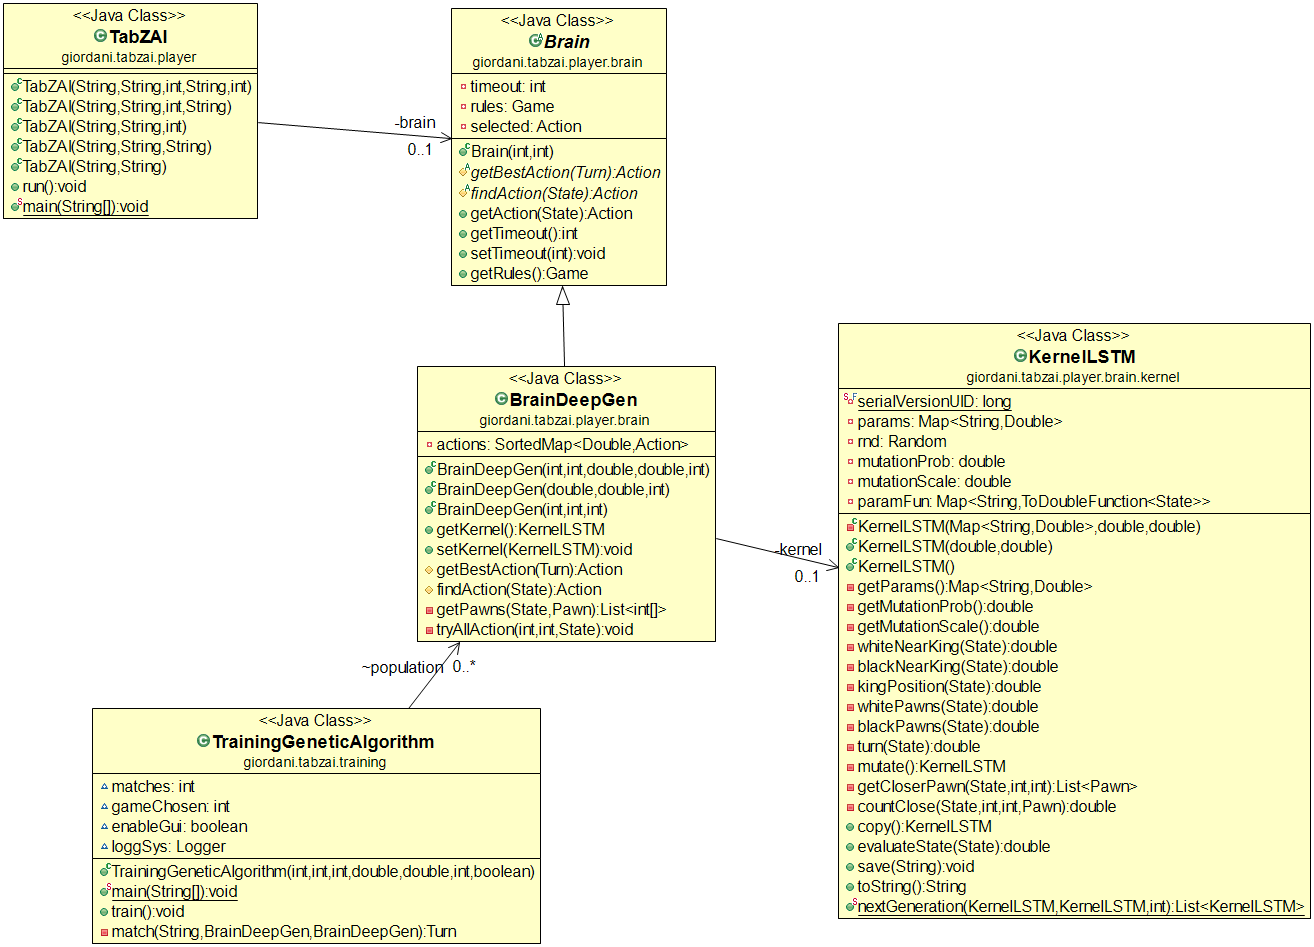 <<Java Class>>
TabZAI
giordani.tabzai.player
TabZAI(String,String,int,String,int)
TabZAI(String,String,int,String)
TabZAI(String,String,int)
TabZAI(String,String,String)
TabZAI(String,String)
run():void
main(String[]):void
-brain
0..1
<<Java Class>>
Brain
giordani.tabzai.player.brain
timeout: int
rules: Game
selected: Action
Brain(int,int)
getBestAction(Turn):Action
findAction(State):Action
getAction(State):Action
getTimeout():int
setTimeout(int):void
getRules():Game
<<Java Class>>
BrainDeepGen
giordani.tabzai.player.brain
actions: SortedMap<Double,Action>
BrainDeepGen(int,int,double,double,int)
BrainDeepGen(double,double,int)
BrainDeepGen(int,int,int)
getKernel():KernelLSTM
setKernel(KernelLSTM):void
getBestAction(Turn):Action
findAction(State):Action
getPawns(State,Pawn):List<int[]>
tryAllAction(int,int,State):void
-kernel
0..1
<<Java Class>>
KernelLSTM
giordani.tabzai.player.brain.kernel
serialVersionUID: long
params: Map<String,Double>
rnd: Random
mutationProb: double
mutationScale: double
paramFun: Map<String,ToDoubleFunction<State>>
KernelLSTM(Map<String,Double>,double,double)
KernelLSTM(double,double)
KernelLSTM()
getParams():Map<String,Double>
getMutationProb():double
getMutationScale():double
whiteNearKing(State):double
blackNearKing(State):double
kingPosition(State):double
whitePawns(State):double
blackPawns(State):double
turn(State):double
mutate():KernelLSTM
getCloserPawn(State,int,int):List<Pawn>
countClose(State,int,int,Pawn):double
copy():KernelLSTM
evaluateState(State):double
save(String):void
toString():String
nextGeneration(KernelLSTM,KernelLSTM,int):List<KernelLSTM>
~population
0..*
<<Java Class>>
TrainingGeneticAlgorithm
giordani.tabzai.training
matches: int
gameChosen: int
enableGui: boolean
loggSys: Logger
TrainingGeneticAlgorithm(int,int,int,double,double,int,boolean)
main(String[]):void
train():void
match(String,BrainDeepGen,BrainDeepGen):Turn